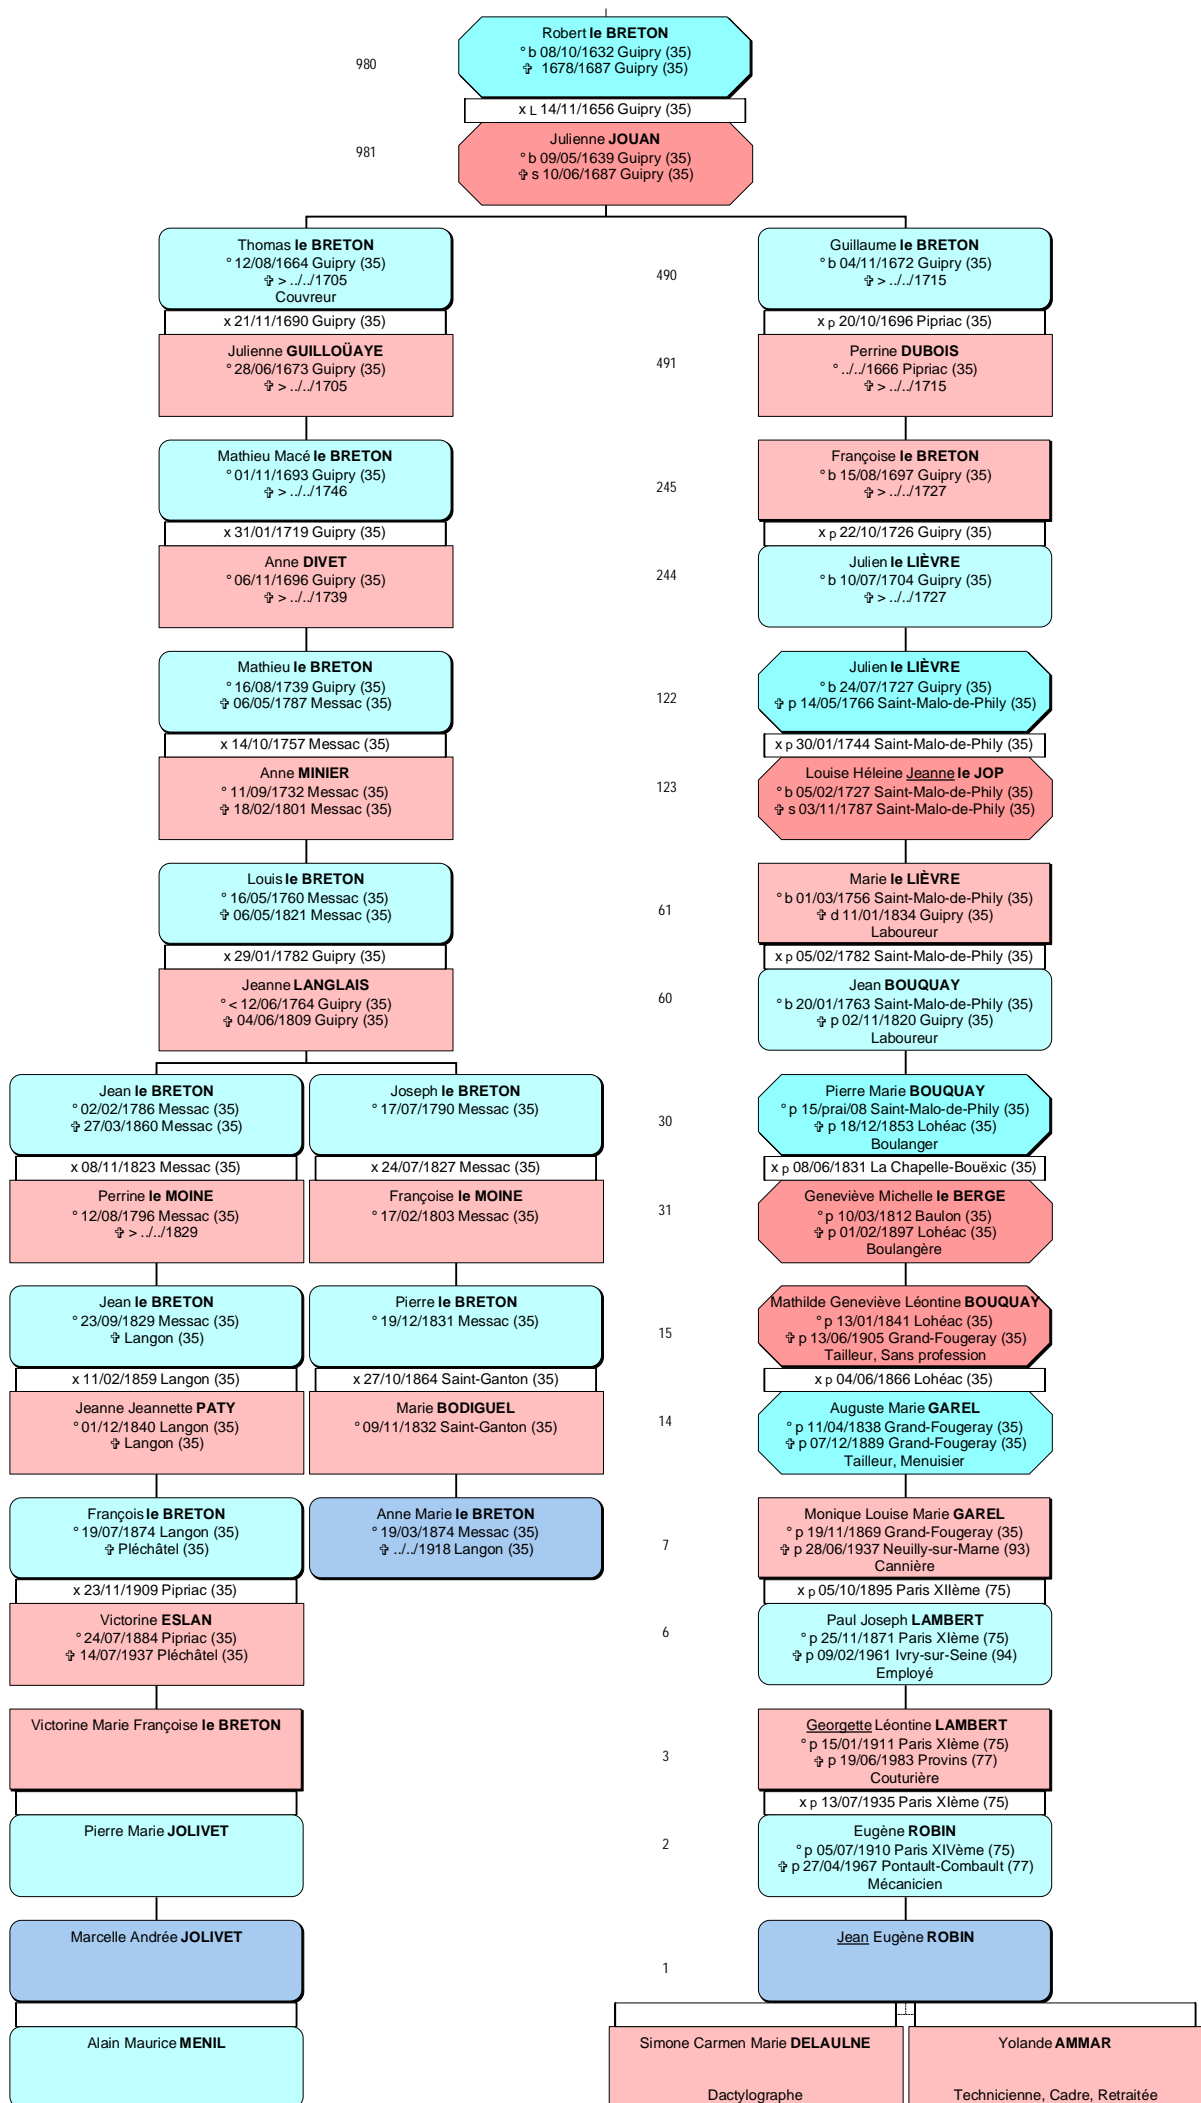 Robert le BRETON
° b 08/10/1632 Guipry (35)
✞ 1678/1687 Guipry (35)
980
x L 14/11/1656 Guipry (35)
Julienne JOUAN
° b 09/05/1639 Guipry (35)
✞ s 10/06/1687 Guipry (35)
981
Thomas le BRETON
° 12/08/1664 Guipry (35)
✞ > ../../1705
Couvreur
490
Guillaume le BRETON
° b 04/11/1672 Guipry (35)
✞ > ../../1715
x 21/11/1690 Guipry (35)
x p 20/10/1696 Pipriac (35)
Julienne GUILLOÜAYE
° 28/06/1673 Guipry (35)
✞ > ../../1705
491
Perrine DUBOIS
° ../../1666 Pipriac (35)
✞ > ../../1715
Mathieu Macé le BRETON
° 01/11/1693 Guipry (35)
✞ > ../../1746
245
Françoise le BRETON
° b 15/08/1697 Guipry (35)
✞ > ../../1727
x 31/01/1719 Guipry (35)
x p 22/10/1726 Guipry (35)
Anne DIVET
° 06/11/1696 Guipry (35)
✞ > ../../1739
244
Julien le LIÈVRE
° b 10/07/1704 Guipry (35)
✞ > ../../1727
Mathieu le BRETON
° 16/08/1739 Guipry (35)
✞ 06/05/1787 Messac (35)
122
Julien le LIÈVRE
° b 24/07/1727 Guipry (35)
✞ p 14/05/1766 Saint-Malo-de-Phily (35)
x 14/10/1757 Messac (35)
x p 30/01/1744 Saint-Malo-de-Phily (35)
Anne MINIER
° 11/09/1732 Messac (35)
✞ 18/02/1801 Messac (35)
123
Louise Héleine Jeanne le JOP
° b 05/02/1727 Saint-Malo-de-Phily (35)
✞ s 03/11/1787 Saint-Malo-de-Phily (35)
Louis le BRETON
° 16/05/1760 Messac (35)
✞ 06/05/1821 Messac (35)
61
Marie le LIÈVRE
° b 01/03/1756 Saint-Malo-de-Phily (35)
✞ d 11/01/1834 Guipry (35)
Laboureur
x 29/01/1782 Guipry (35)
x p 05/02/1782 Saint-Malo-de-Phily (35)
Jeanne LANGLAIS
° < 12/06/1764 Guipry (35)
✞ 04/06/1809 Guipry (35)
60
Jean BOUQUAY
° b 20/01/1763 Saint-Malo-de-Phily (35)
✞ p 02/11/1820 Guipry (35)
Laboureur
Jean le BRETON
° 02/02/1786 Messac (35)
✞ 27/03/1860 Messac (35)
Joseph le BRETON
° 17/07/1790 Messac (35)
30
Pierre Marie BOUQUAY
° p 15/prai/08 Saint-Malo-de-Phily (35)
✞ p 18/12/1853 Lohéac (35)
Boulanger
x 08/11/1823 Messac (35)
x 24/07/1827 Messac (35)
x p 08/06/1831 La Chapelle-Bouëxic (35)
Perrine le MOINE
° 12/08/1796 Messac (35)
✞ > ../../1829
Françoise le MOINE
° 17/02/1803 Messac (35)
31
Geneviève Michelle le BERGE
° p 10/03/1812 Baulon (35)
✞ p 01/02/1897 Lohéac (35)
Boulangère
Jean le BRETON
° 23/09/1829 Messac (35)
✞ Langon (35)
Pierre le BRETON
° 19/12/1831 Messac (35)
15
Mathilde Geneviève Léontine BOUQUAY
° p 13/01/1841 Lohéac (35)
✞ p 13/06/1905 Grand-Fougeray (35)
Tailleur, Sans profession
x 11/02/1859 Langon (35)
x 27/10/1864 Saint-Ganton (35)
x p 04/06/1866 Lohéac (35)
Jeanne Jeannette PATY
° 01/12/1840 Langon (35)
✞ Langon (35)
Marie BODIGUEL
° 09/11/1832 Saint-Ganton (35)
14
Auguste Marie GAREL
° p 11/04/1838 Grand-Fougeray (35)
✞ p 07/12/1889 Grand-Fougeray (35)
Tailleur, Menuisier
François le BRETON
° 19/07/1874 Langon (35)
✞ Pléchâtel (35)
Anne Marie le BRETON
° 19/03/1874 Messac (35)
✞ ../../1918 Langon (35)
7
Monique Louise Marie GAREL
° p 19/11/1869 Grand-Fougeray (35)
✞ p 28/06/1937 Neuilly-sur-Marne (93)
Cannière
x 23/11/1909 Pipriac (35)
x p 05/10/1895 Paris XIIème (75)
Victorine ESLAN
° 24/07/1884 Pipriac (35)
✞ 14/07/1937 Pléchâtel (35)
6
Paul Joseph LAMBERT
° p 25/11/1871 Paris XIème (75)
✞ p 09/02/1961 Ivry-sur-Seine (94)
Employé
Victorine Marie Françoise le BRETON
3
Georgette Léontine LAMBERT
° p 15/01/1911 Paris XIème (75)
✞ p 19/06/1983 Provins (77)
Couturière
x p 13/07/1935 Paris XIème (75)
Pierre Marie JOLIVET
2
Eugène ROBIN
° p 05/07/1910 Paris XIVème (75)
✞ p 27/04/1967 Pontault-Combault (77)
Mécanicien
Marcelle Andrée JOLIVET
1
Jean Eugène ROBIN
Alain Maurice MENIL
Simone Carmen Marie DELAULNE
Dactylographe
Yolande AMMAR
Technicienne, Cadre, Retraitée